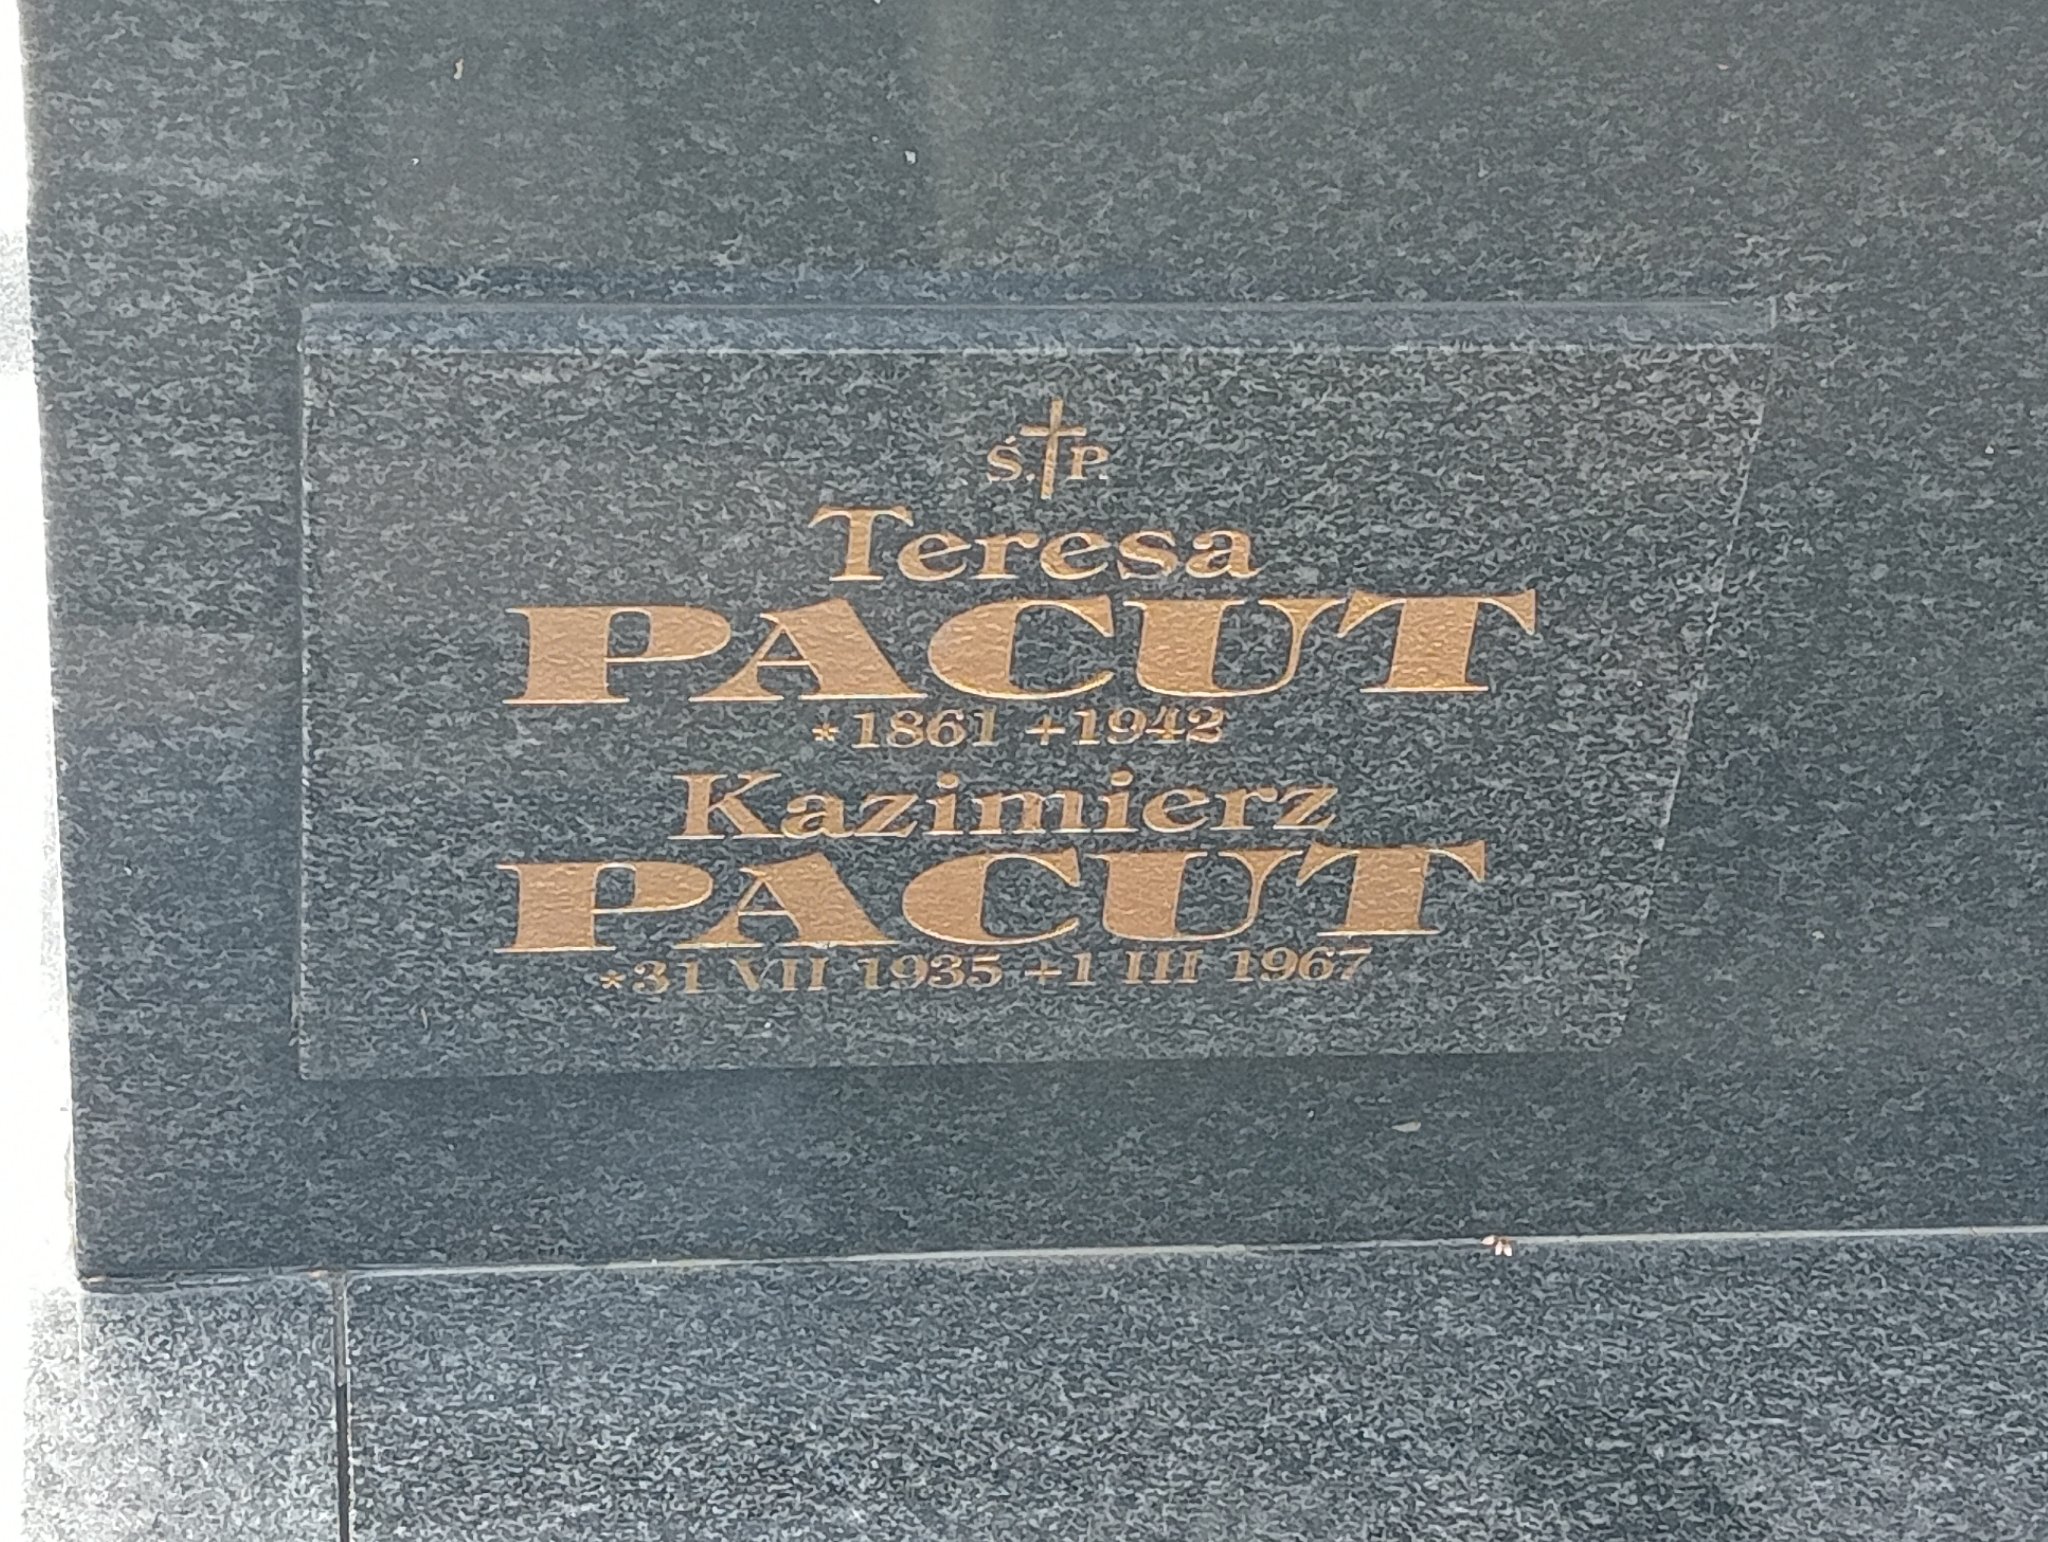 Ś.P.
Teresa
PACUT
*1861 +1942
Kazimierz
PACUT
*31 VII 1935 +1 III 1967